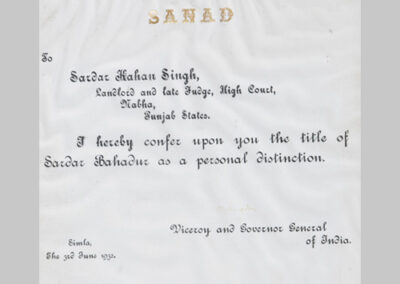 SANAD
To
Sardar Kahan Singh,
Landlord and late Judge, High Court,
Nabha,
Punjab States.
I hereby confer upon you the title of
Sardar Bahadur as a personal distinction.
Viceroy and Governor General
of India.
Simla,
The 3rd June 1932.